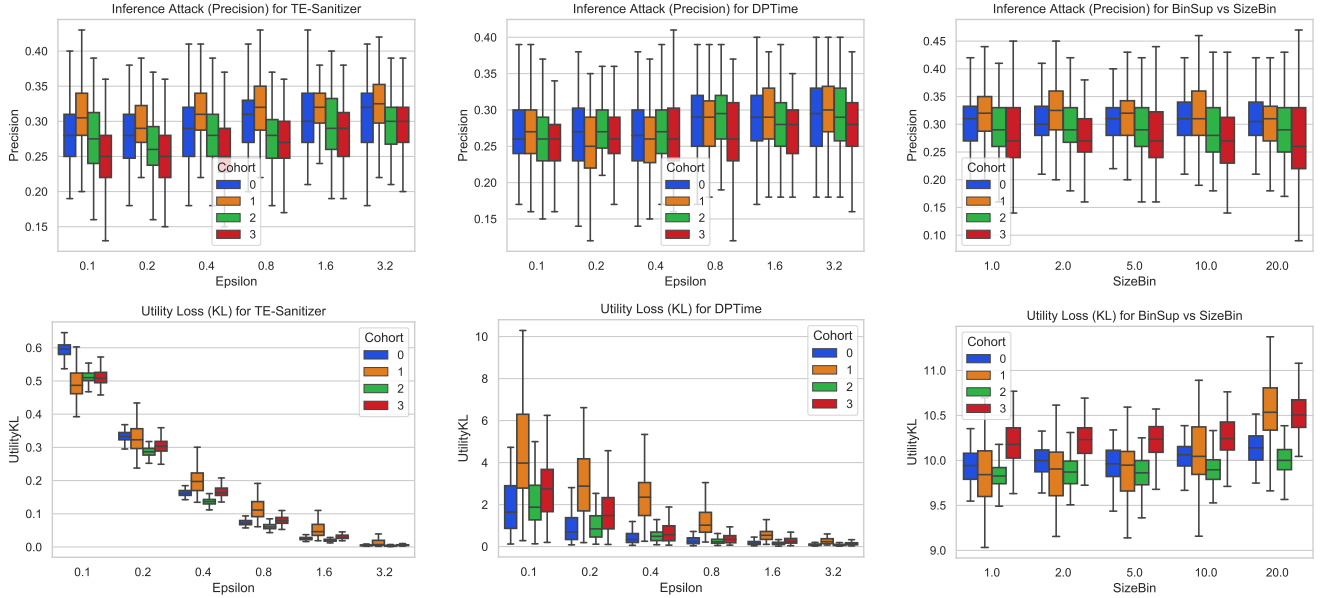 Inference Attack (Precision) for TE-Sanitizer
0.40
0.35
0.30
0.25
0.20
0.15
Precision
Cohort
0
1
2
3
0.1 0.2 0.4 0.8 1.6 3.2
Epsilon
Inference Attack (Precision) for DPTime
0.40
0.35
0.30
0.25
0.20
0.15
Precision
Cohort
0
1
2
3
0.1 0.2 0.4 0.8 1.6 3.2
Epsilon
Inference Attack (Precision) for BinSup vs SizeBin
0.45
0.40
0.35
0.30
0.25
0.20
0.15
0.10
Precision
Cohort
0
1
2
3
1.0 2.0 5.0 10.0 20.0
SizeBin
Utility Loss (KL) for TE-Sanitizer
0.6
0.5
0.4
0.3
0.2
0.1
0.0
UtilityKL
Cohort
0
1
2
3
0.1 0.2 0.4 0.8 1.6 3.2
Epsilon
Utility Loss (KL) for DPTime
10
8
6
4
2
0
UtilityKL
Cohort
0
1
2
3
0.1 0.2 0.4 0.8 1.6 3.2
Epsilon
Utility Loss (KL) for BinSup vs SizeBin
11.0
10.5
10.0
9.5
9.0
UtilityKL
Cohort
0
1
2
3
1.0 2.0 5.0 10.0 20.0
SizeBin